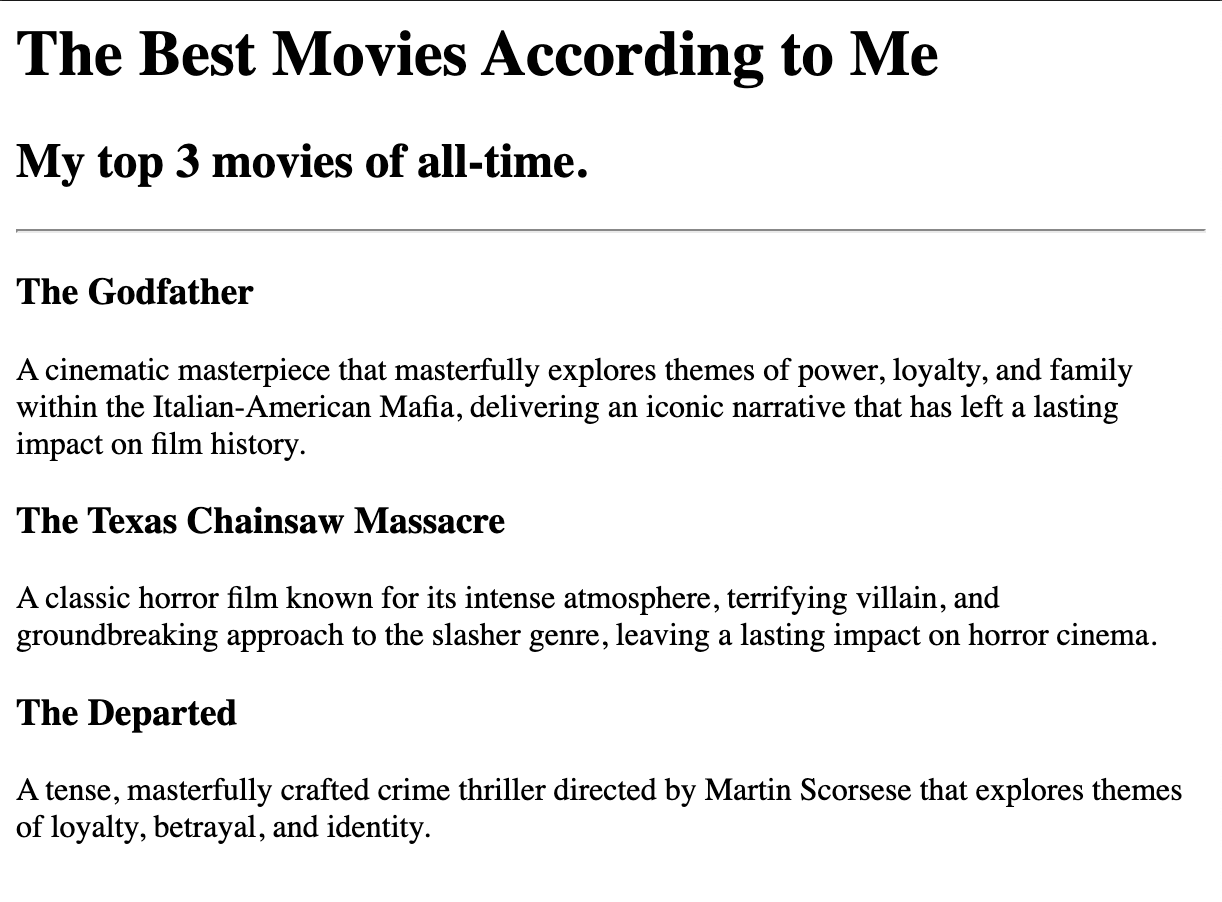 The Best Movies According to Me
My top 3 movies of all-time.
The Godfather
A cinematic masterpiece that masterfully explores themes of power, loyalty, and family
within the Italian-American Mafia, delivering an iconic narrative that has left a lasting
impact on film history.
The Texas Chainsaw Massacre
A classic horror film known for its intense atmosphere, terrifying villain, and
groundbreaking approach to the slasher genre, leaving a lasting impact on horror cinema.
The Departed
A tense, masterfully crafted crime thriller directed by Martin Scorsese that explores themes
of loyalty, betrayal, and identity.